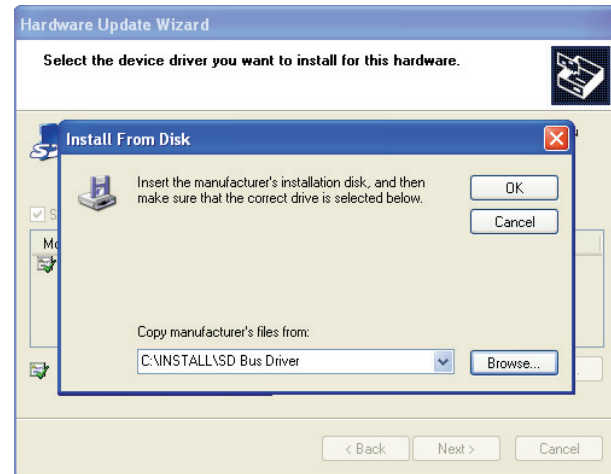 Hardware Update Wizard
Select the device driver you want to install for this hardware.
Install From Disk
Insert the manufacturer's installation disk, and then
make sure that the correct drive is selected below.
OK
Cancel
Copy manufacturer's files from:
C:\INSTALL\SD Bus Driver
Browse...
< Back
Next >
Cancel